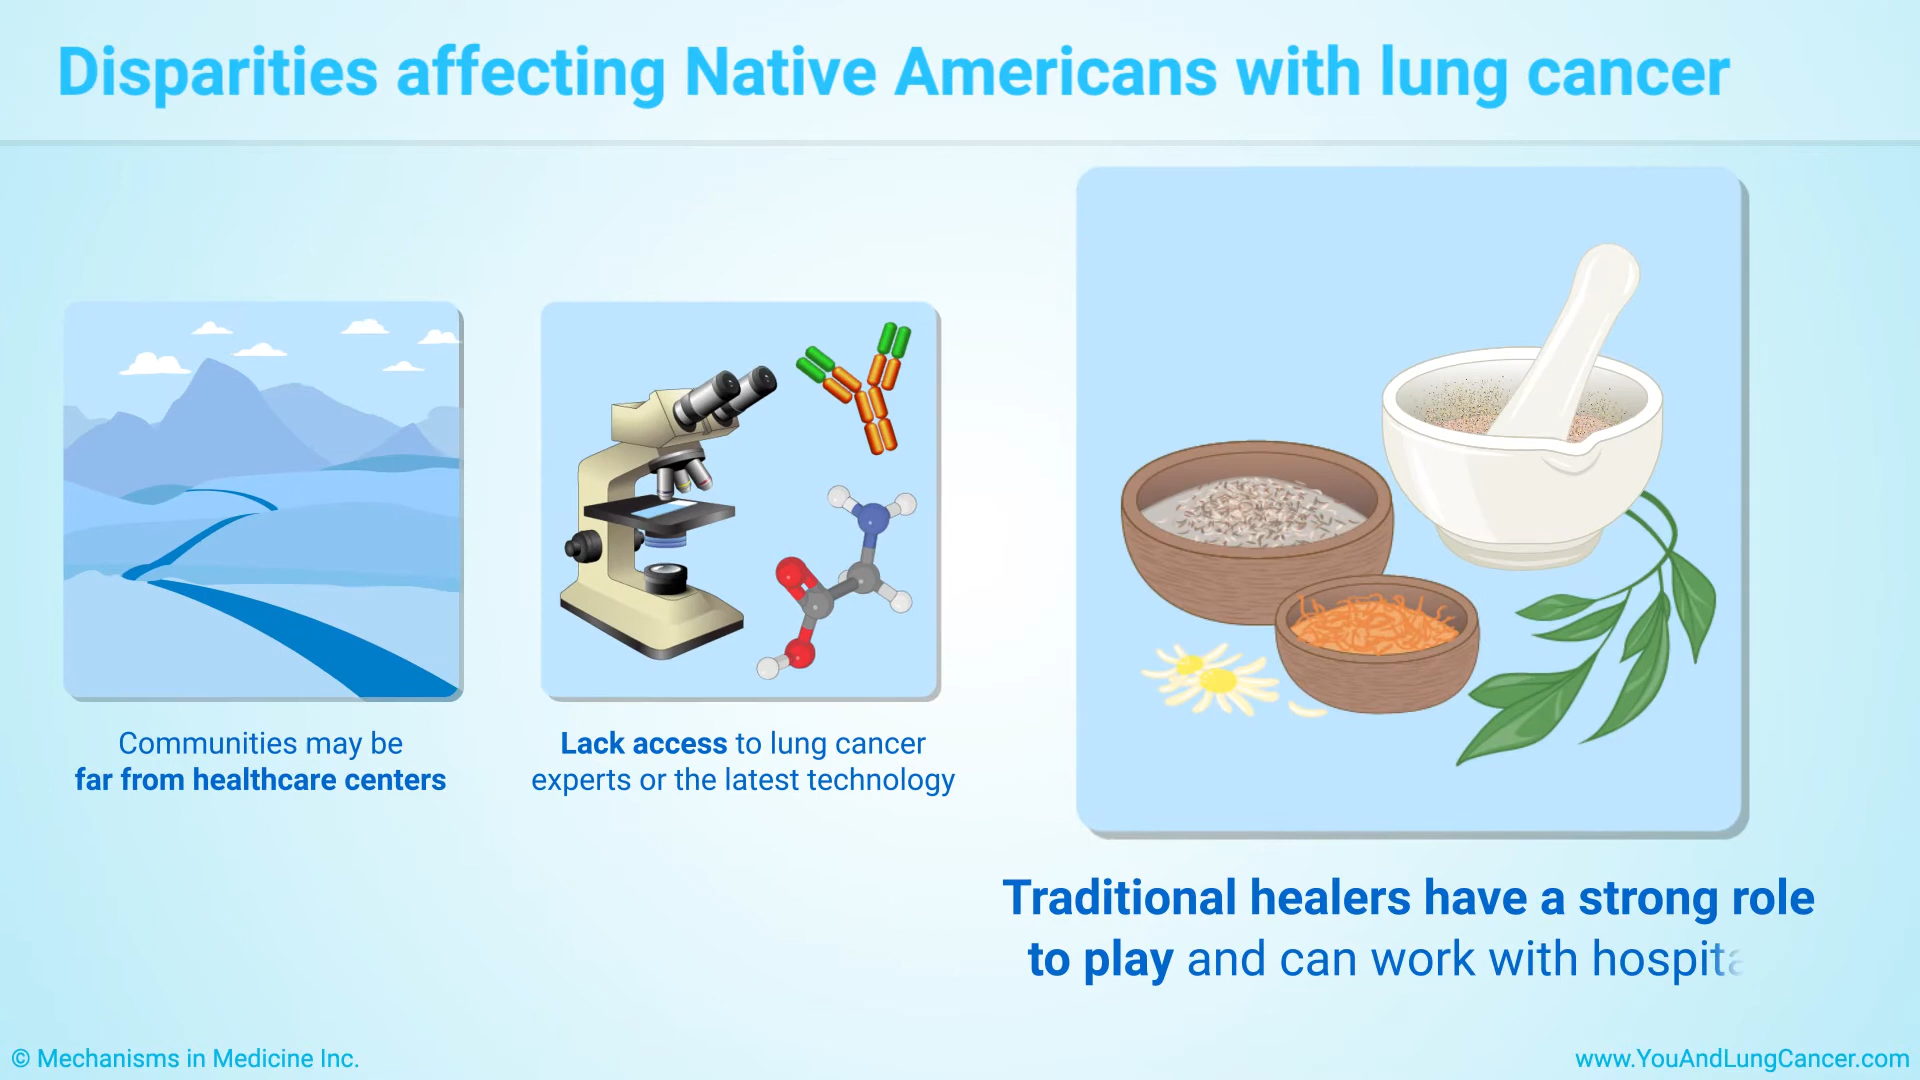 Disparities affecting Native Americans with lung cancer
Communities may be
far from healthcare centers
Lack access to lung cancer
experts or the latest technology
Traditional healers have a strong role
to play and can work with
© Mechanisms in Medicine Inc.
www.YouAndLungCancer.com